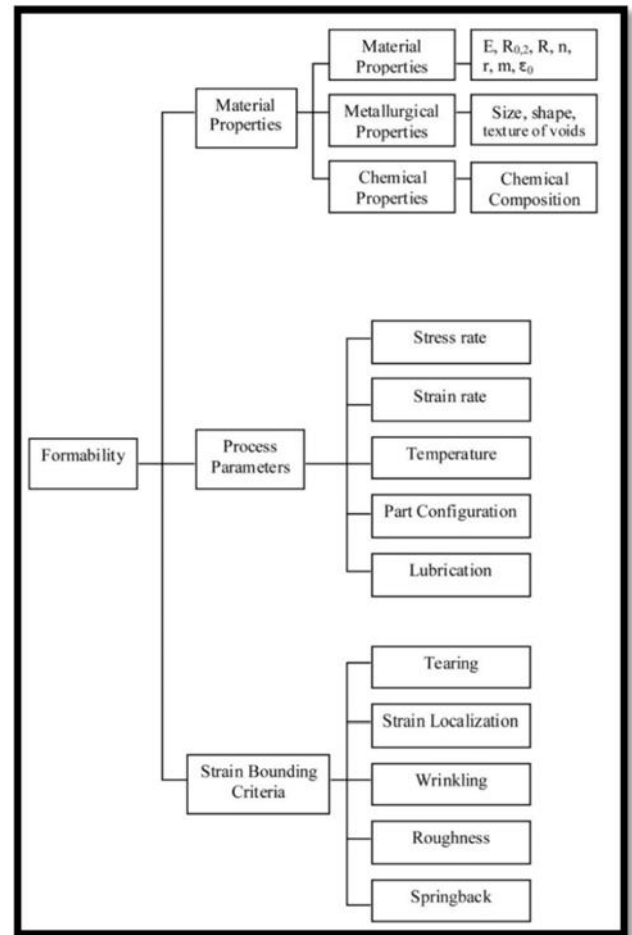 Formability
Material
Properties
Material
Properties
E, R₀,₂, R, n,
r, m, ε₀
Metallurgical
Properties
Size, shape,
texture of voids
Chemical
Properties
Chemical
Composition
Process
Parameters
Stress rate
Strain rate
Temperature
Part Configuration
Lubrication
Strain Bounding
Criteria
Tearing
Strain Localization
Wrinkling
Roughness
Springback